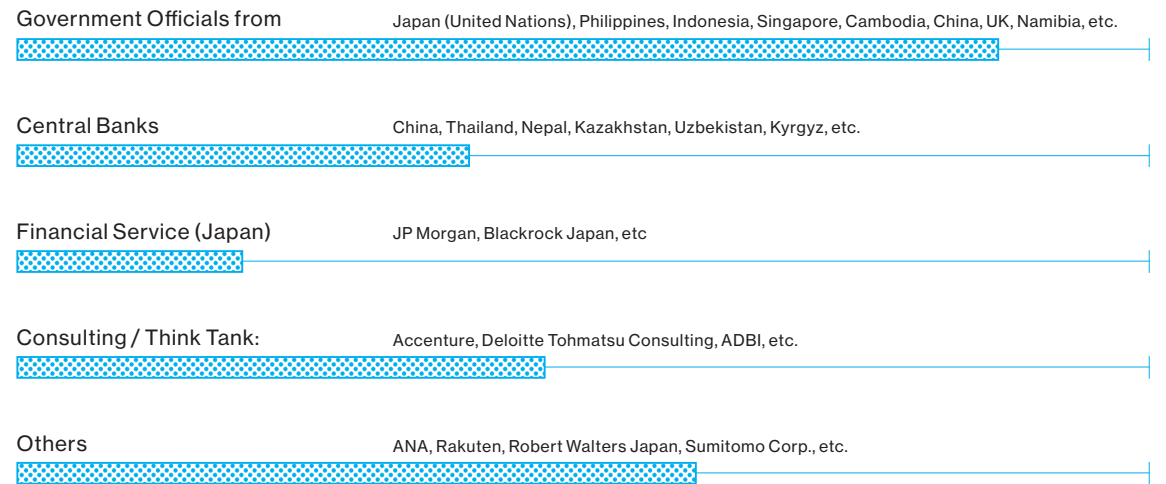 Government Officials from Japan (United Nations), Philippines, Indonesia, Singapore, Cambodia, China, UK, Namibia, etc.
Central Banks China, Thailand, Nepal, Kazakhstan, Uzbekistan, Kyrgyz, etc.
Financial Service (Japan) JP Morgan, Blackrock Japan, etc
Consulting / Think Tank: Accenture, Deloitte Tohmatsu Consulting, ADBI, etc.
Others ANA, Rakuten, Robert Walters Japan, Sumitomo Corp., etc.